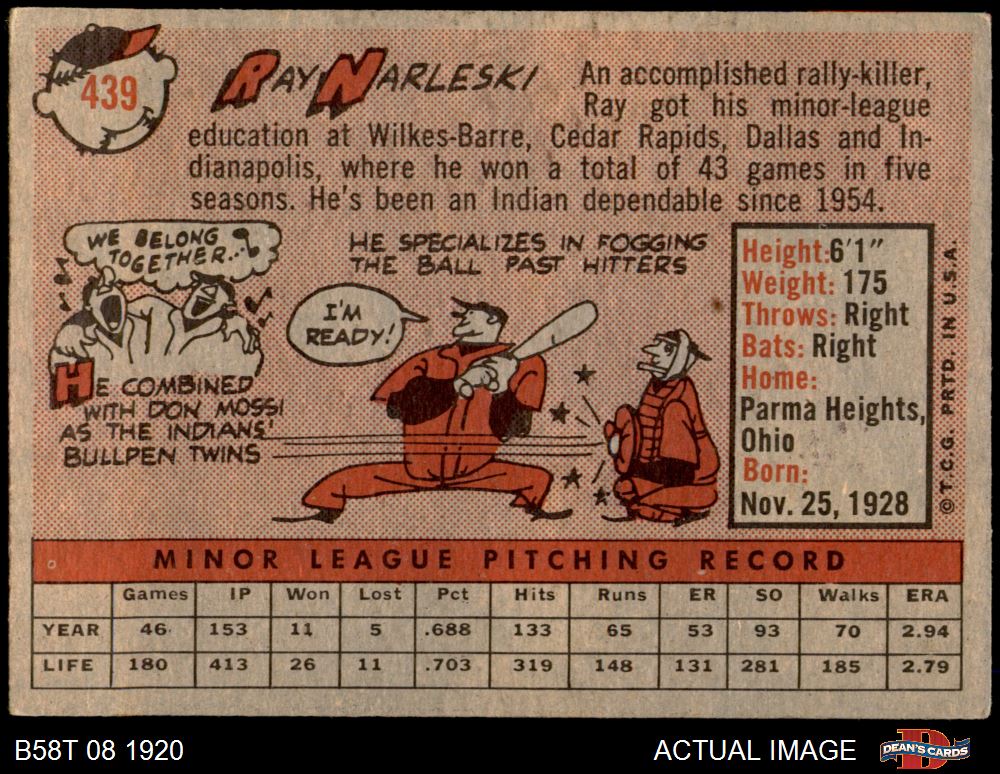 439
RAY NARLESKI
An accomplished rally-killer,
Ray got his minor-league
education at Wilkes-Barre, Cedar Rapids, Dallas and In-
dianapolis, where he won a total of 43 games in five
seasons. He's been an Indian dependable since 1954.
WE BELONG
TOGETHER...
HE COMBINED
WITH DON MOSSI
AS THE INDIANS'
BULLPEN TWINS
HE SPECIALIZES IN FOGGING
THE BALL PAST HITTERS
I'M
READY!
Height: 6'1"
Weight: 175
Throws: Right
Bats: Right
Home:
Parma Heights,
Ohio
Born:
Nov. 25, 1928
© T.C.G. PRTD. IN U.S.A.
MINOR LEAGUE PITCHING RECORD
Games IP Won Lost Pct Hits Runs ER SO Walks ERA
YEAR 46 153 11 5 .688 133 65 53 93 70 2.94
LIFE 180 413 26 11 .703 319 148 131 281 185 2.79
B58T 08 1920
ACTUAL IMAGE
DEAN'S CARDS